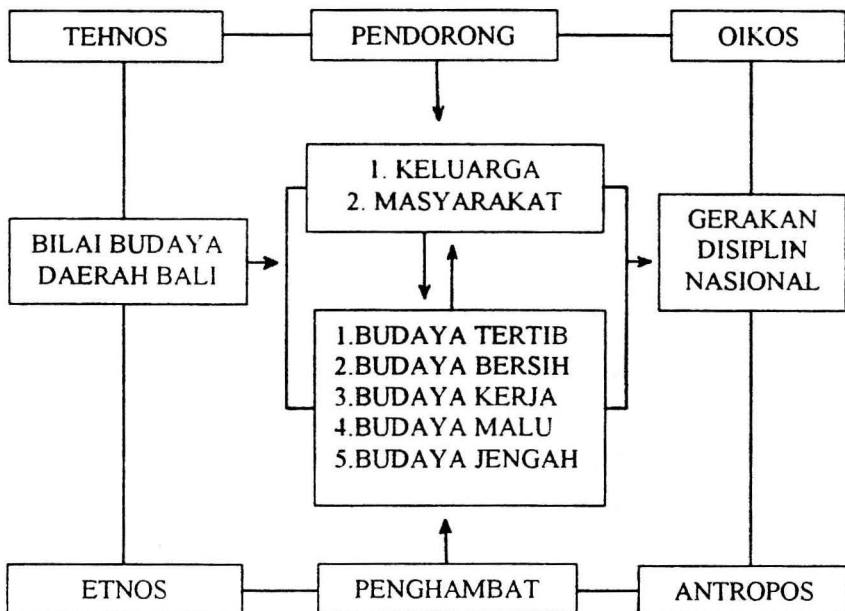 TEHNOS
PENDORONG
OIKOS
1. KELUARGA
2. MASYARAKAT
BILAI BUDAYA
DAERAH BALI
GERAKAN
DISIPLIN
NASIONAL
1.BUDAYA TERTIB
2.BUDAYA BERSIH
3.BUDAYA KERJA
4.BUDAYA MALU
5.BUDAYA JENGAH
ETNOS
PENGHAMBAT
ANTROPOS